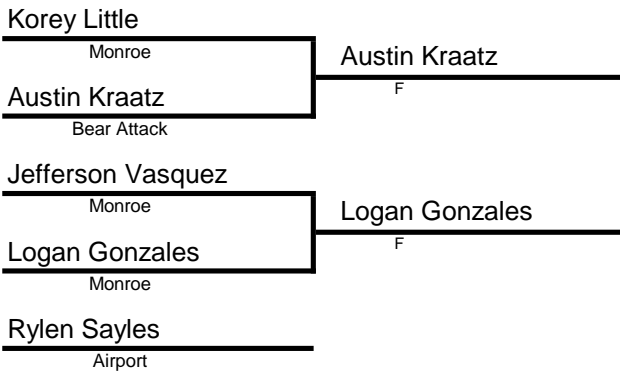 Korey Little
Monroe
Austin Kraatz
F
Austin Kraatz
Bear Attack
Jefferson Vasquez
Monroe
Logan Gonzales
F
Logan Gonzales
Monroe
Rylen Sayles
Airport